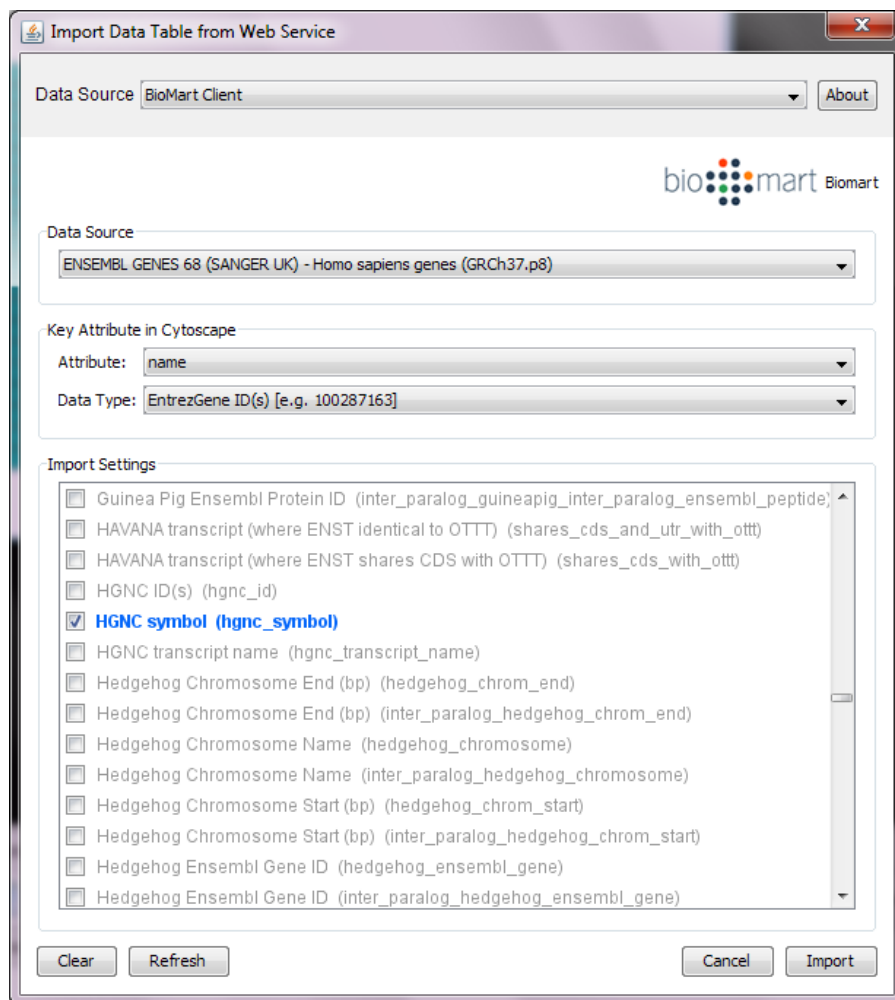 Import Data Table from Web Service
Data Source BioMart Client About
biomart Biomart
Data Source
ENSEMBL GENES 68 (SANGER UK) - Homo sapiens genes (GRCh37.p8)
Key Attribute in Cytoscape
Attribute: name
Data Type: EntrezGene ID(s) [e.g. 100287163]
Import Settings
Guinea Pig Ensembl Protein ID (inter_paralog_guineapig_inter_paralog_ensembl_peptide)
HAVANA transcript (where ENST identical to OTTT) (shares_cds_and_utr_with_ottt)
HAVANA transcript (where ENST shares CDS with OTTT) (shares_cds_with_ottt)
HGNC ID(s) (hgnc_id)
HGNC symbol (hgnc_symbol)
HGNC transcript name (hgnc_transcript_name)
Hedgehog Chromosome End (bp) (hedgehog_chrom_end)
Hedgehog Chromosome End (bp) (inter_paralog_hedgehog_chrom_end)
Hedgehog Chromosome Name (hedgehog_chromosome)
Hedgehog Chromosome Name (inter_paralog_hedgehog_chromosome)
Hedgehog Chromosome Start (bp) (hedgehog_chrom_start)
Hedgehog Chromosome Start (bp) (inter_paralog_hedgehog_chrom_start)
Hedgehog Ensembl Gene ID (hedgehog_ensembl_gene)
Hedgehog Ensembl Gene ID (inter_paralog_hedgehog_ensembl_gene)
Clear Refresh Cancel Import